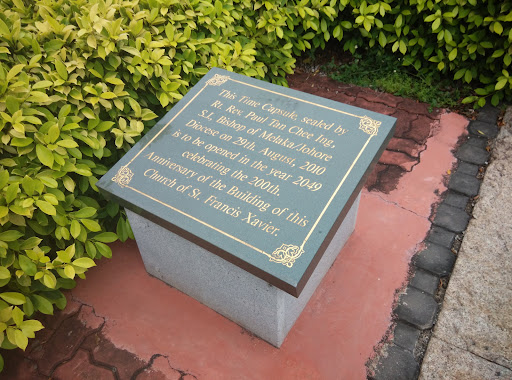 This Time Capsule, sealed by
Rt. Rev. Paul Tan Chee Ing,
S.J., Bishop of Melaka/Johore
Diocese on 29th. August, 2010
is to be opened in the year 2049
celebrating the 200th.
Anniversary of the Building of this
Church of St. Francis Xavier.